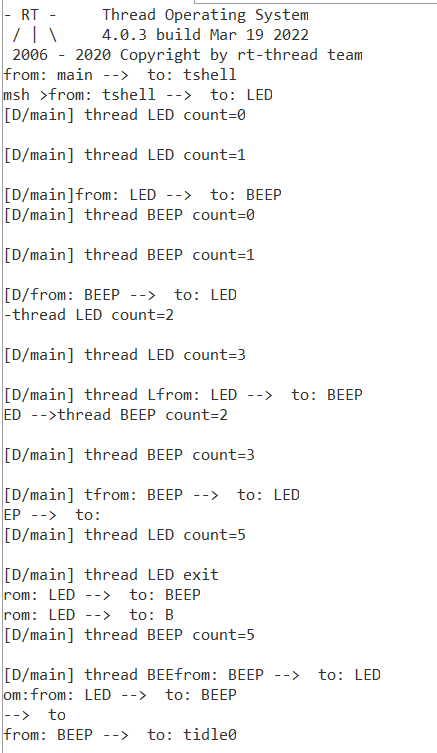 - RT -     Thread Operating System
 / | \     4.0.3 build Mar 19 2022
 2006 - 2020 Copyright by rt-thread team
from: main -->  to: tshell
msh >from: tshell -->  to: LED
[D/main] thread LED count=0
[D/main] thread LED count=1
[D/main]from: LED -->  to: BEEP
[D/main] thread BEEP count=0
[D/main] thread BEEP count=1
[D/from: BEEP -->  to: LED
-thread LED count=2
[D/main] thread LED count=3
[D/main] thread Lfrom: LED -->  to: BEEP
ED -->thread BEEP count=2
[D/main] thread BEEP count=3
[D/main] tfrom: BEEP -->  to: LED
EP -->  to:
[D/main] thread LED count=5
[D/main] thread LED exit
rom: LED -->  to: BEEP
rom: LED -->  to: B
[D/main] thread BEEP count=5
[D/main] thread BEEfrom: BEEP -->  to: LED
om:from: LED -->  to: BEEP
-->  to
from: BEEP -->  to: tidle0